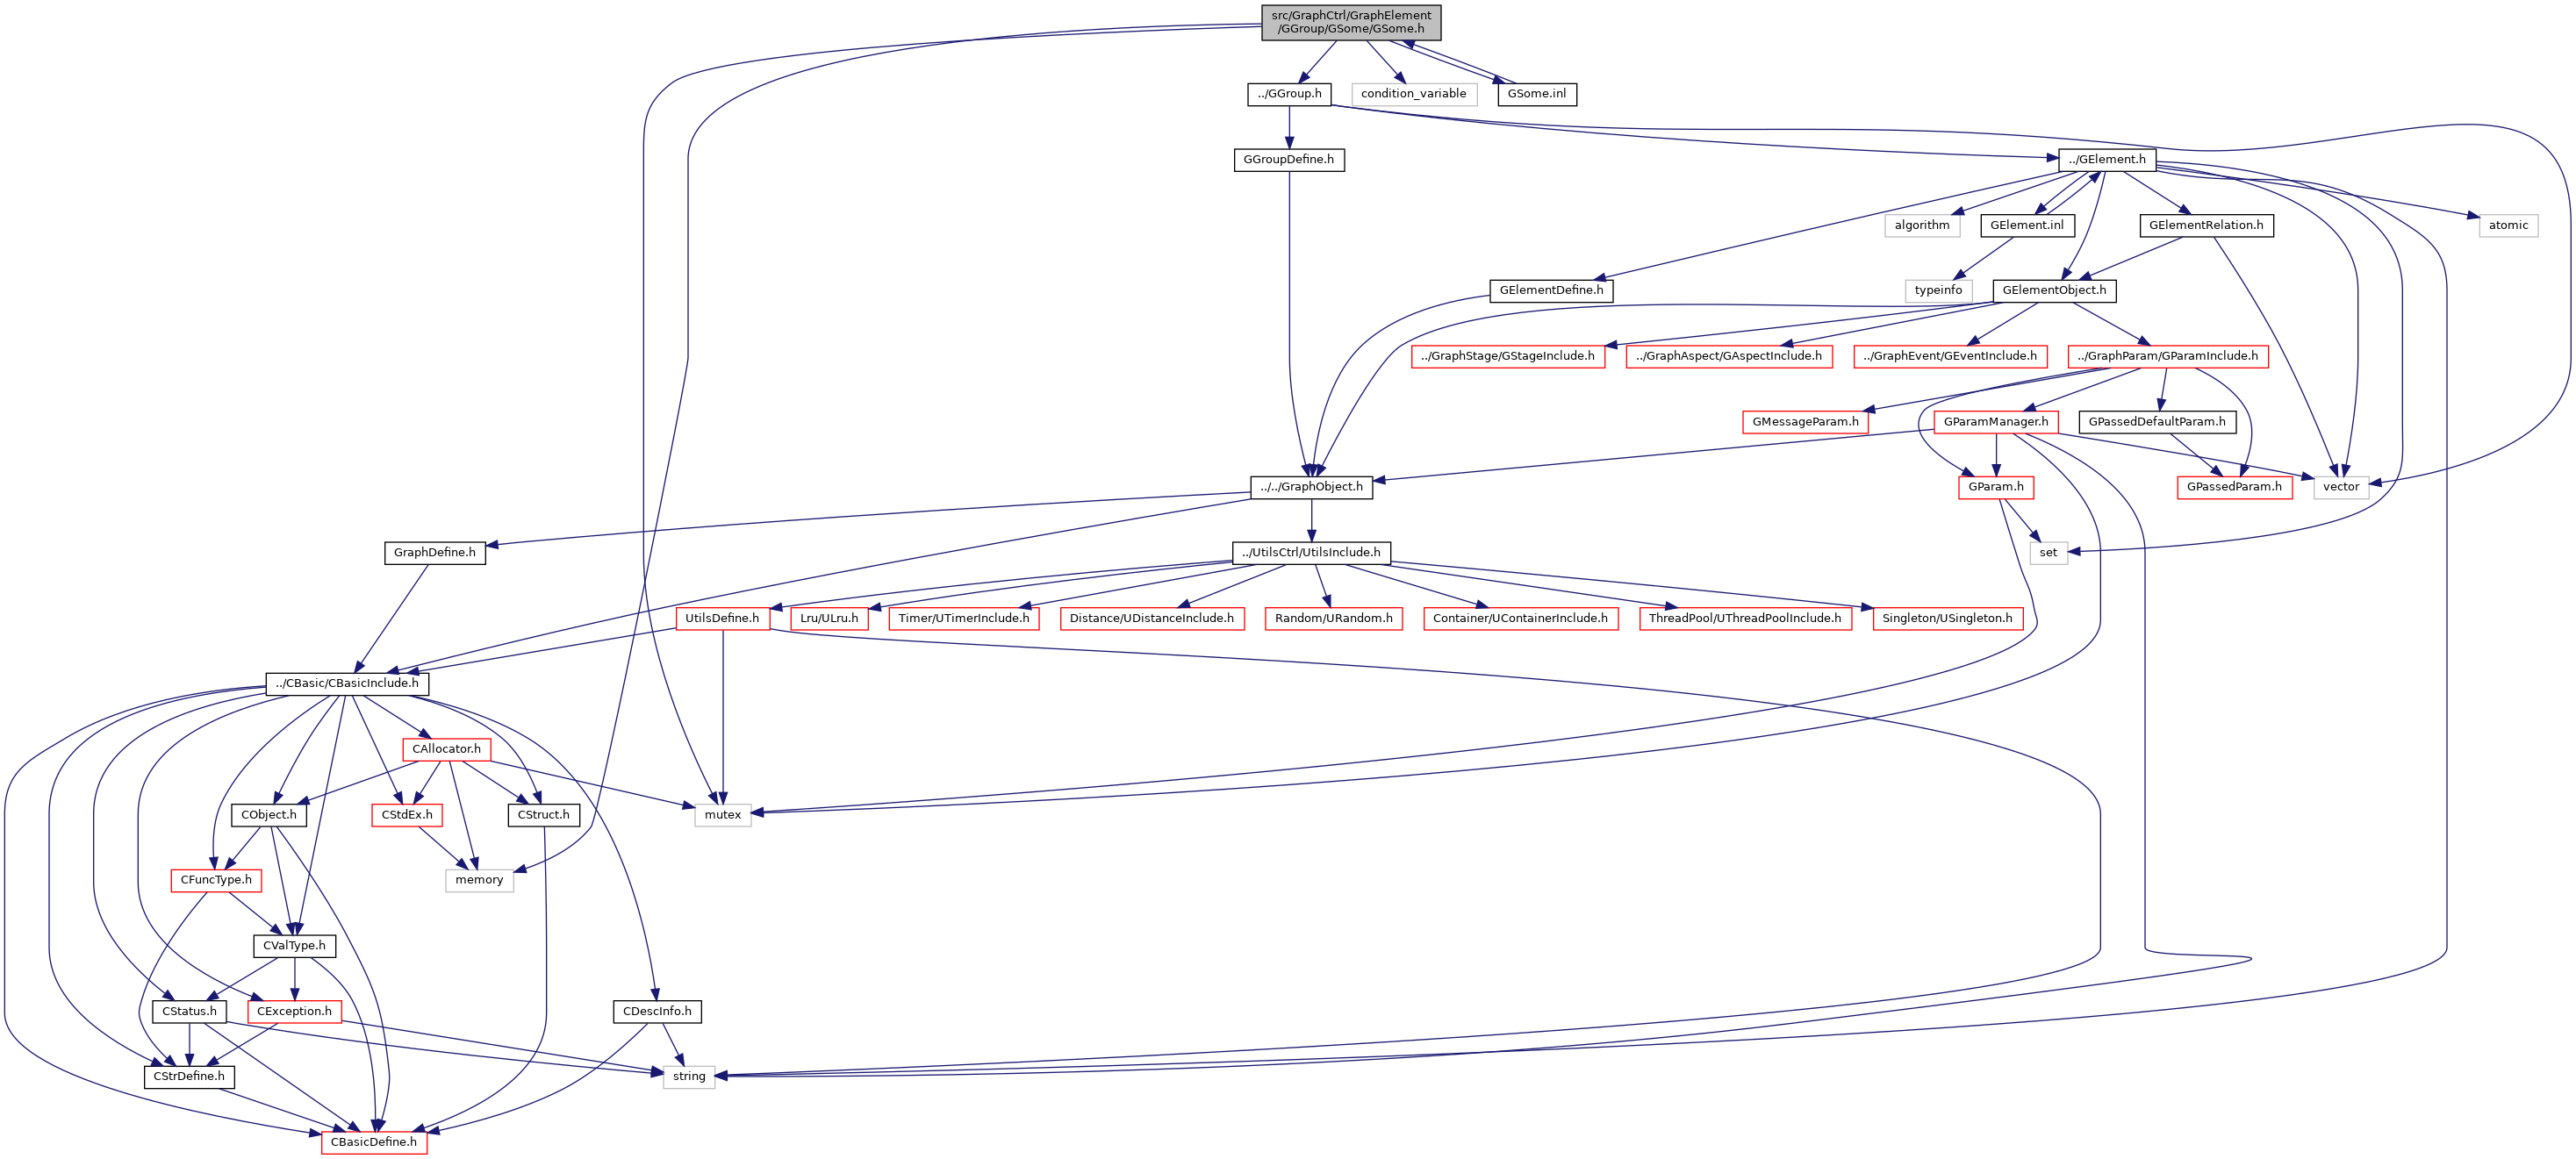 src/GraphCtrl/GraphElement
/GGroup/GSome/GSome.h
../GGroup.h
condition_variable
GSome.inl
GGroupDefine.h
../GElement.h
algorithm
GElement.inl
GElementRelation.h
atomic
GElementDefine.h
typeinfo
GElementObject.h
../GraphStage/GStageInclude.h
../GraphAspect/GAspectInclude.h
../GraphEvent/GEventInclude.h
../GraphParam/GParamInclude.h
GMessageParam.h
GParamManager.h
GPassedDefaultParam.h
../../GraphObject.h
GParam.h
GPassedParam.h
vector
GraphDefine.h
../UtilsCtrl/UtilsInclude.h
set
UtilsDefine.h
Lru/ULru.h
Timer/UTimerInclude.h
Distance/UDistanceInclude.h
Random/URandom.h
Container/UContainerInclude.h
ThreadPool/UThreadPoolInclude.h
Singleton/USingleton.h
../CBasic/CBasicInclude.h
CAllocator.h
CObject.h
CStdEx.h
CStruct.h
mutex
CFuncType.h
memory
CValType.h
CStatus.h
CException.h
CDescInfo.h
CStrDefine.h
string
CBasicDefine.h